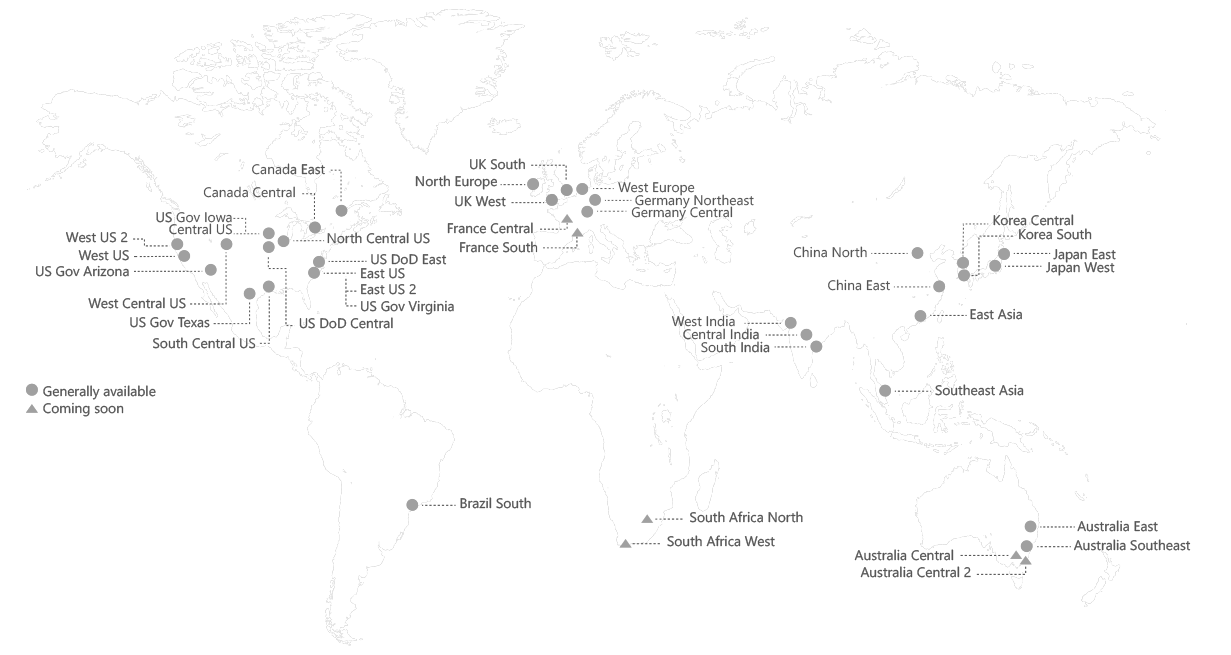 Canada East
Canada Central
US Gov Iowa
Central US
West US 2
West US
US Gov Arizona
West Central US
US Gov Texas
South Central US
North Central US
US DoD East
East US
East US 2
US Gov Virginia
US DoD Central
UK South
North Europe
UK West
France Central
France South
West Europe
Germany Northeast
Germany Central
Korea Central
Korea South
China North
Japan East
Japan West
China East
East Asia
West India
Central India
South India
Southeast Asia
Generally available
Coming soon
Brazil South
South Africa North
South Africa West
Australia East
Australia Southeast
Australia Central
Australia Central 2